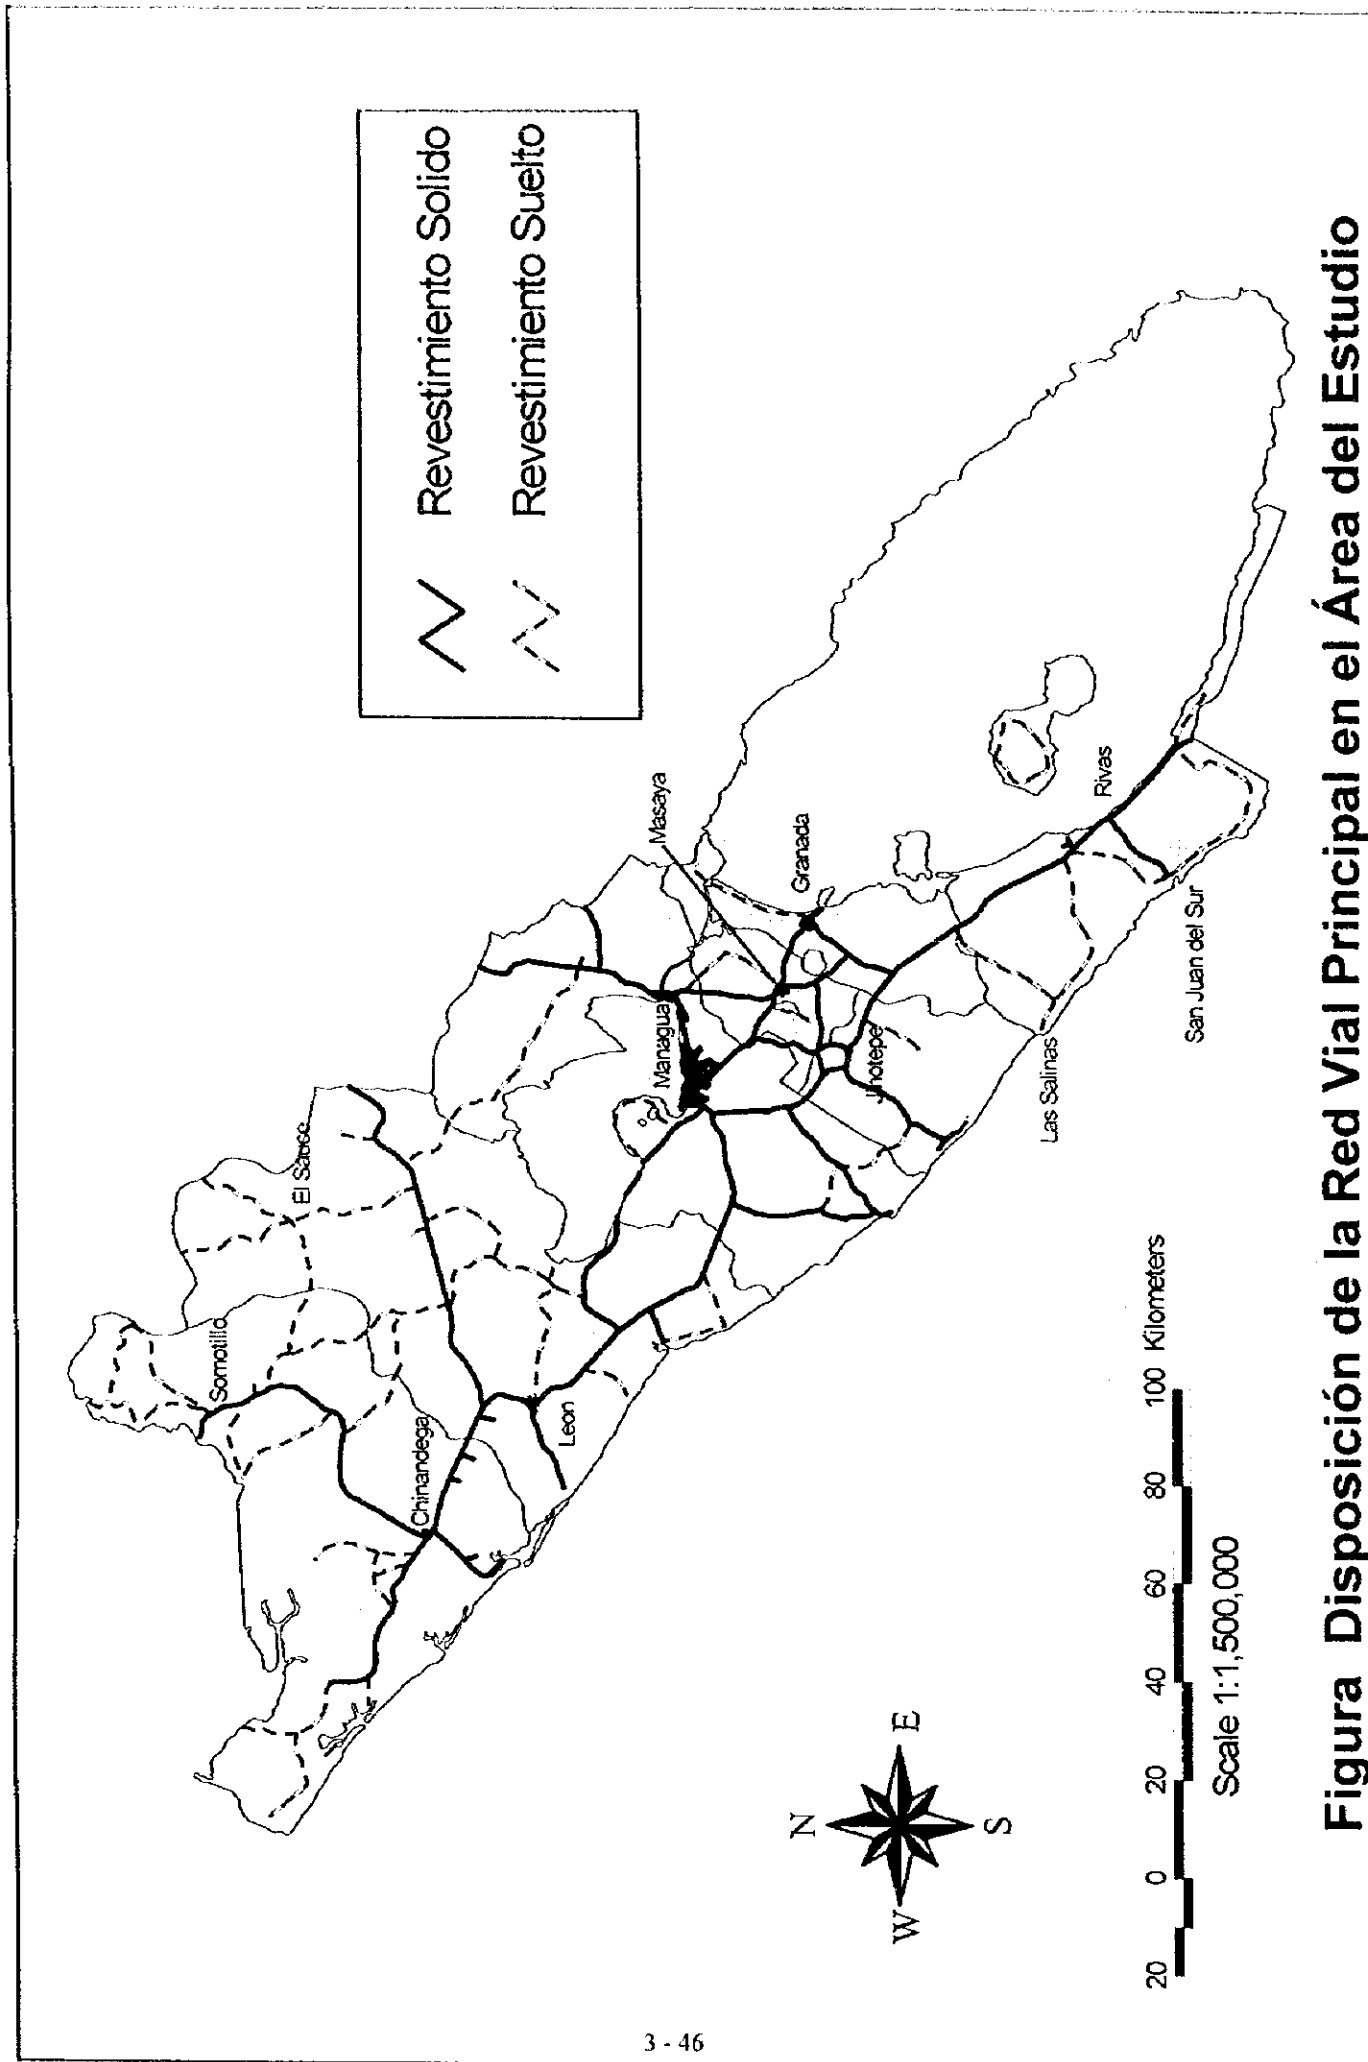 Revestimiento Solido
Revestimiento Suelto
Somotillo
El Sauce
Chinandega
Leon
Managua
Masaya
Granada
Jinotepe
Las Salinas
Rivas
San Juan del Sur
N
W E
S
20 0 20 40 60 80 100 Kilometers
Scale 1:1,500,000
Figura Disposición de la Red Vial Principal en el Área del Estudio
3 - 46